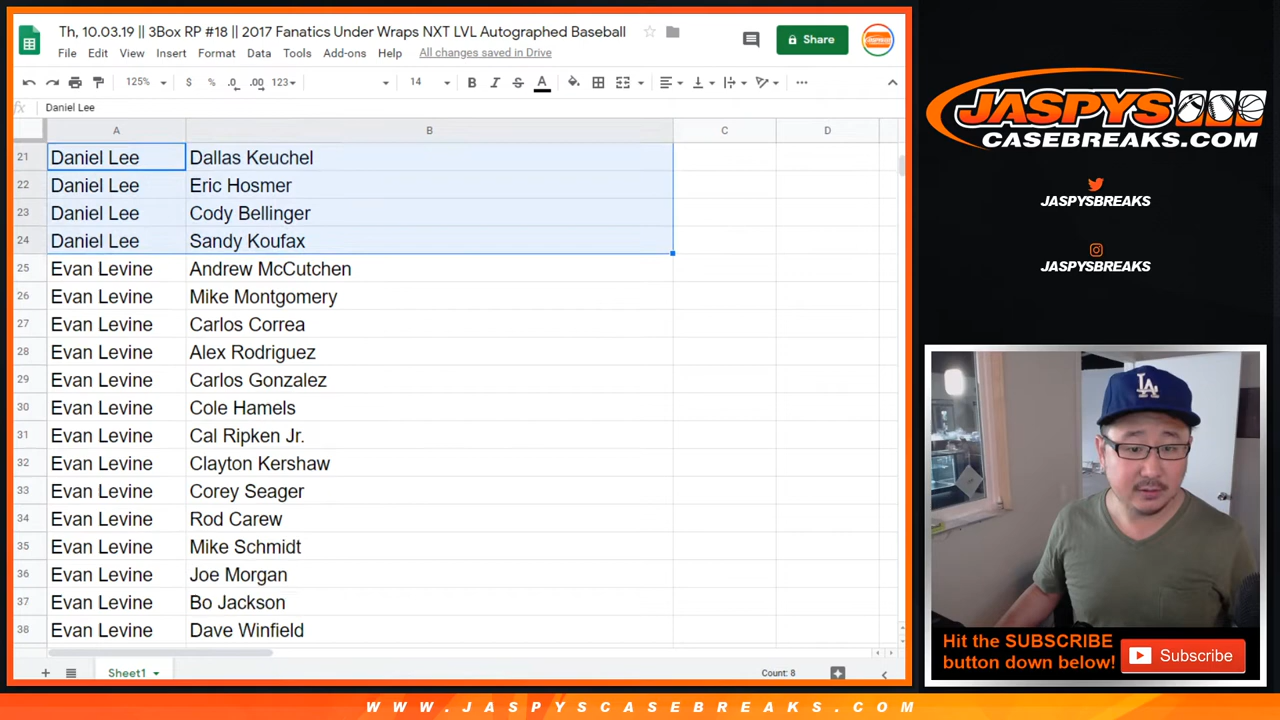 Th, 10.03.19 || 3Box RP #18 || 2017 Fanatics Under Wraps NXT LVL Autographed Baseball
File Edit View Insert Format Data Tools Add-ons Help All changes saved in Drive
Share
125% $ % .0 .00 123 14 B I S A
fx Daniel Lee
A B C D
21 Daniel Lee Dallas Keuchel
22 Daniel Lee Eric Hosmer
23 Daniel Lee Cody Bellinger
24 Daniel Lee Sandy Koufax
25 Evan Levine Andrew McCutchen
26 Evan Levine Mike Montgomery
27 Evan Levine Carlos Correa
28 Evan Levine Alex Rodriguez
29 Evan Levine Carlos Gonzalez
30 Evan Levine Cole Hamels
31 Evan Levine Cal Ripken Jr.
32 Evan Levine Clayton Kershaw
33 Evan Levine Corey Seager
34 Evan Levine Rod Carew
35 Evan Levine Mike Schmidt
36 Evan Levine Joe Morgan
37 Evan Levine Bo Jackson
38 Evan Levine Dave Winfield
Sheet1 Count: 8
JASPYS
CASEBREAKS.COM
JASPYSBREAKS
JASPYSBREAKS
LA
Hit the SUBSCRIBE
button down below!
Subscribe
WWW.JASPYSCASEBREAKS.COM